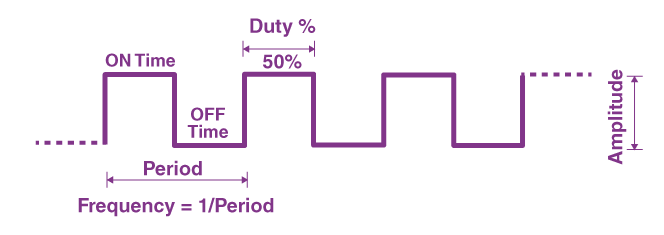 Duty %
ON Time
50%
OFF
Time
Amplitude
Period
Frequency = 1/Period